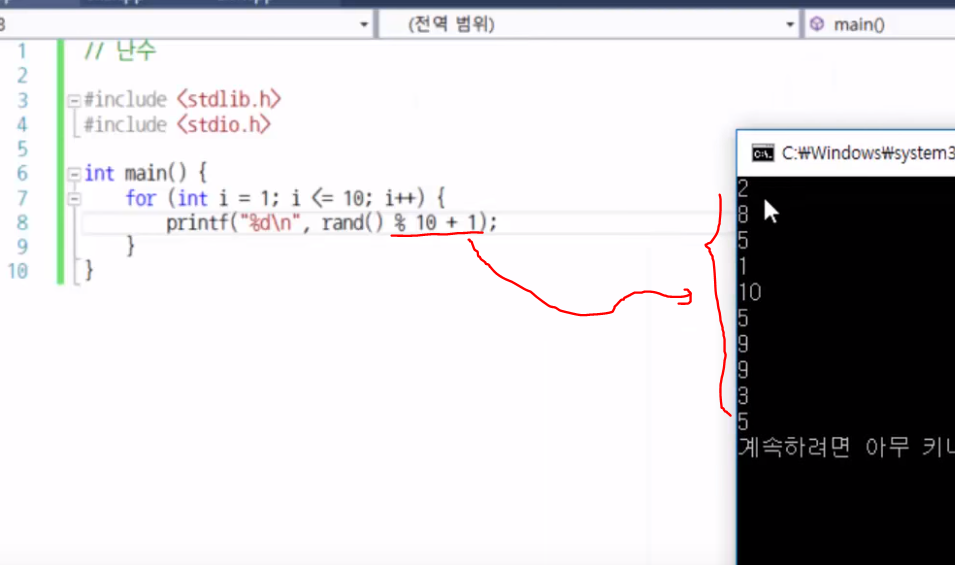 3
(전역 범위)
main()
1 // 난수
2
3 #include <stdlib.h>
4 #include <stdio.h>
5
6 int main() {
7 for (int i = 1; i <= 10; i++) {
8 printf("%d\n", rand() % 10 + 1);
9 }
10 }
C:\. C:₩Windows₩system3
2
8
5
1
10
5
9
9
3
5
계속하려면 아무 키